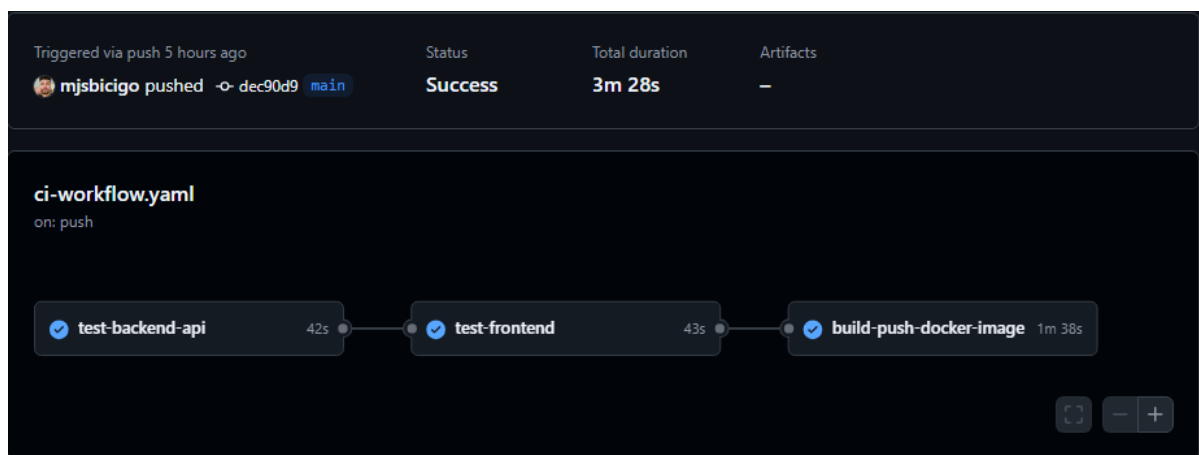 Triggered via push 5 hours ago
mjsbicigo pushed dec90d9 main
Status
Success
Total duration
3m 28s
Artifacts
–
ci-workflow.yaml
on: push
test-backend-api 42s
test-frontend 43s
build-push-docker-image 1m 38s